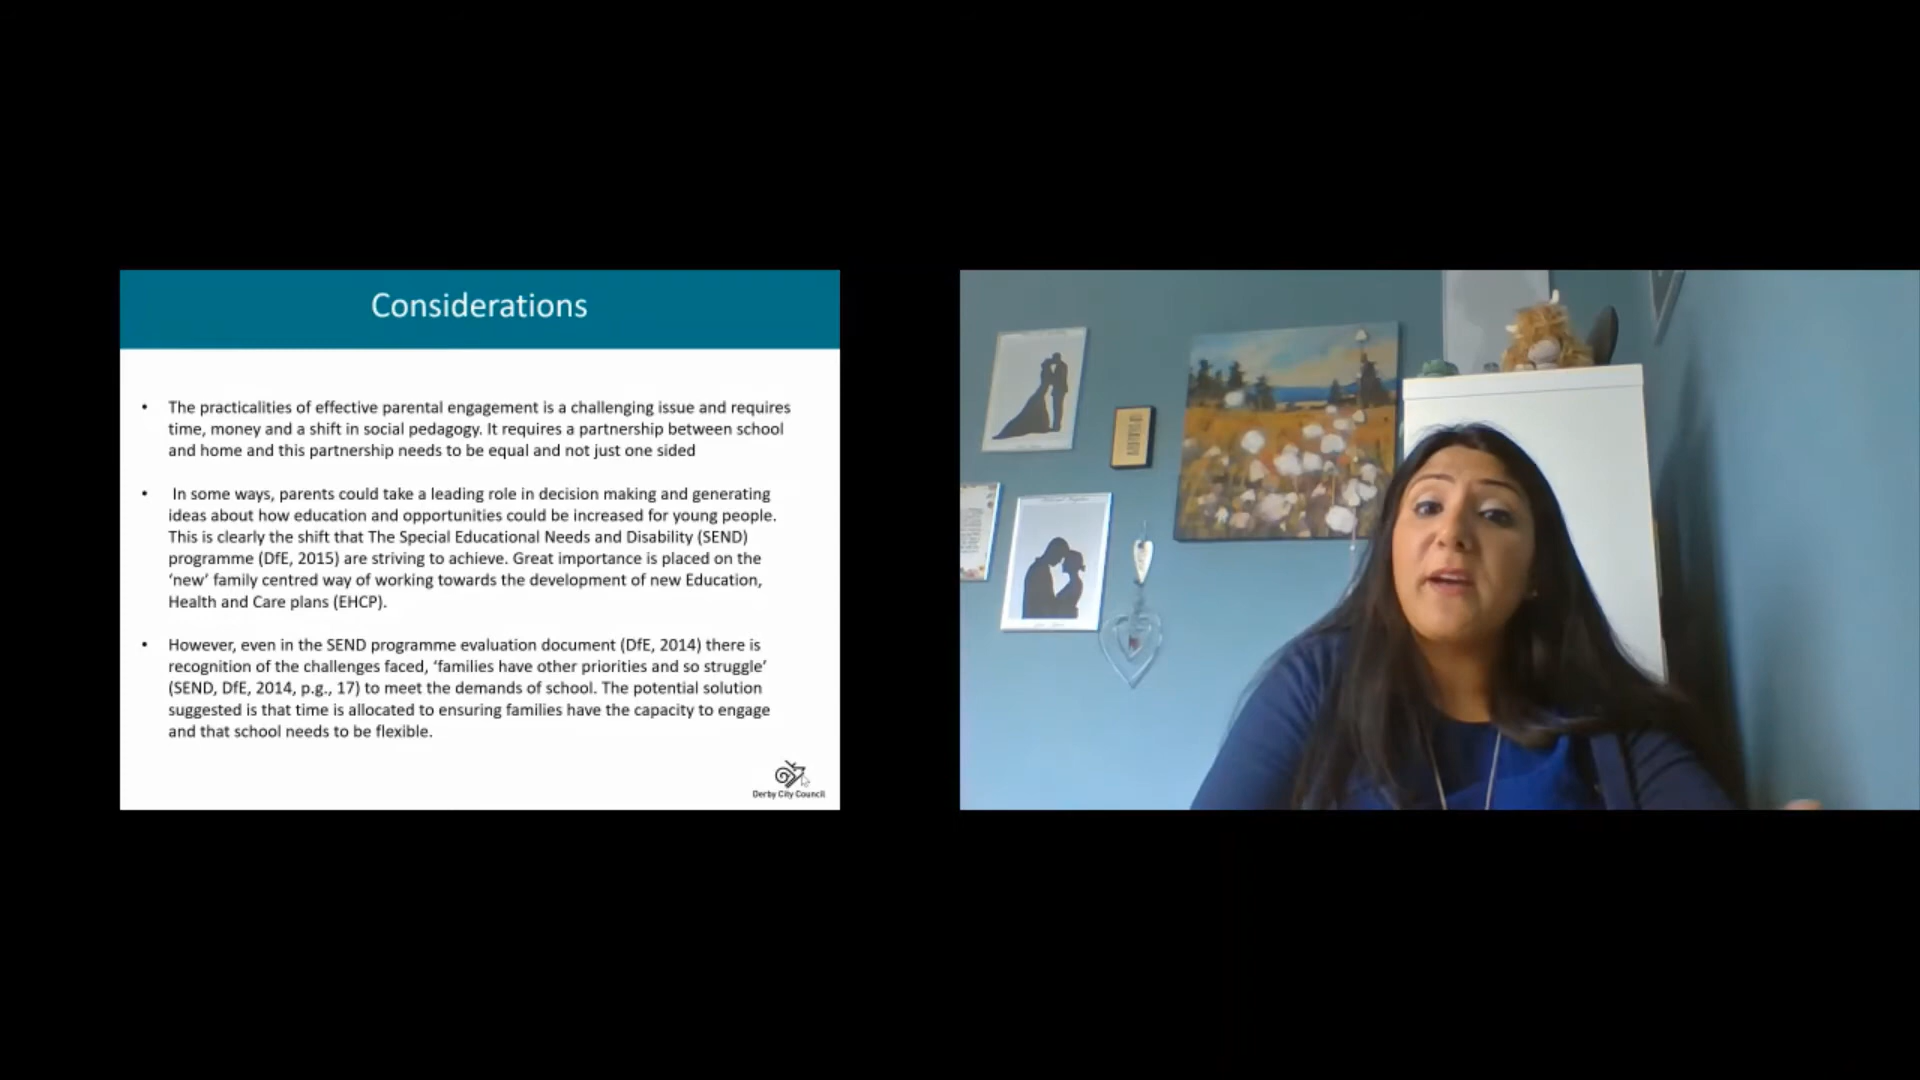 Considerations
• The practicalities of effective parental engagement is a challenging issue and requires
time, money and a shift in social pedagogy. It requires a partnership between school
and home and this partnership needs to be equal and not just one sided
• In some ways, parents could take a leading role in decision making and generating
ideas about how education and opportunities could be increased for young people.
This is clearly the shift that The Special Educational Needs and Disability (SEND)
programme (DfE, 2015) are striving to achieve. Great importance is placed on the
‘new’ family centred way of working towards the development of new Education,
Health and Care plans (EHCP).
• However, even in the SEND programme evaluation document (DfE, 2014) there is
recognition of the challenges faced, ‘families have other priorities and so struggle’
(SEND, DfE, 2014, p.g., 17) to meet the demands of school. The potential solution
suggested is that time is allocated to ensuring families have the capacity to engage
and that school needs to be flexible.
Derby City Council